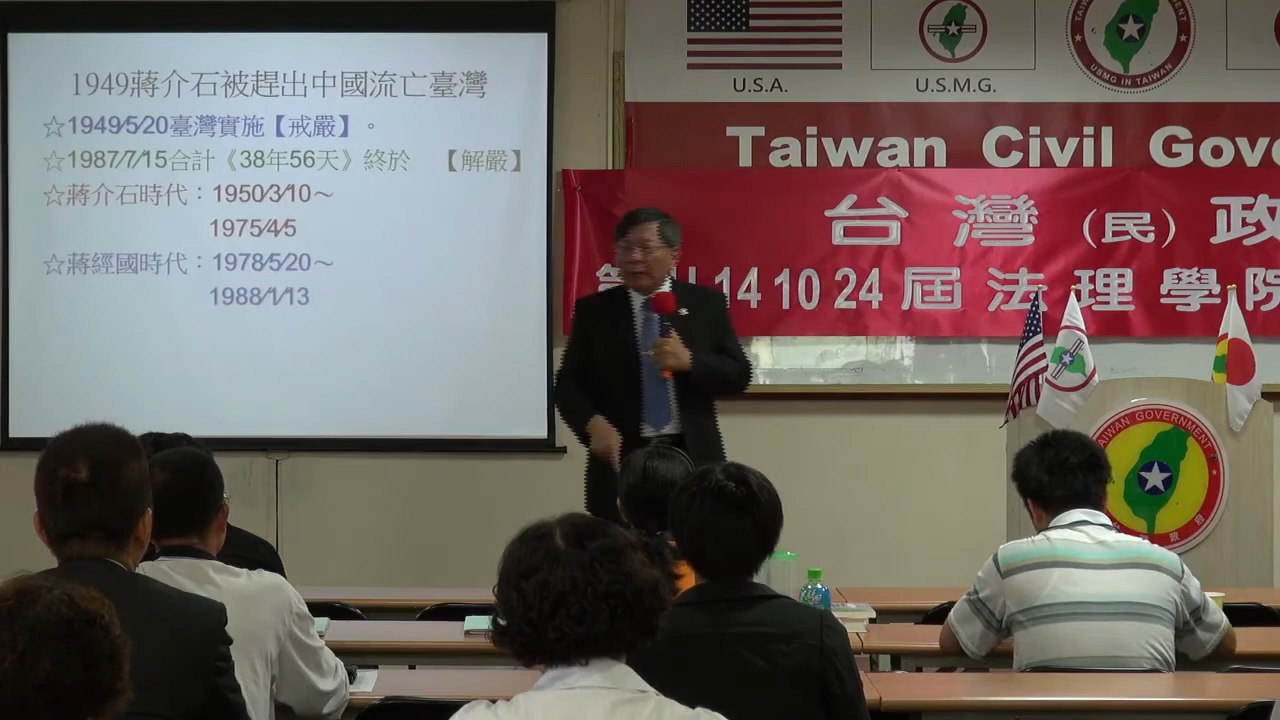 1949蔣介石被趕出中國流亡臺灣
☆1949/5/20臺灣實施【戒嚴】。
☆1987/7/15合計《38年56天》終於 【解嚴】
☆蔣介石時代：1950/3/10～
1975/4/5
☆蔣經國時代：1978/5/20～
1988/1/13
U.S.A.
U.S.M.G.
USMG IN TAIWAN
Taiwan Civil Gove
台灣（民）政
14 10 24 屆法理學院
TAIWAN GOVERNMENT